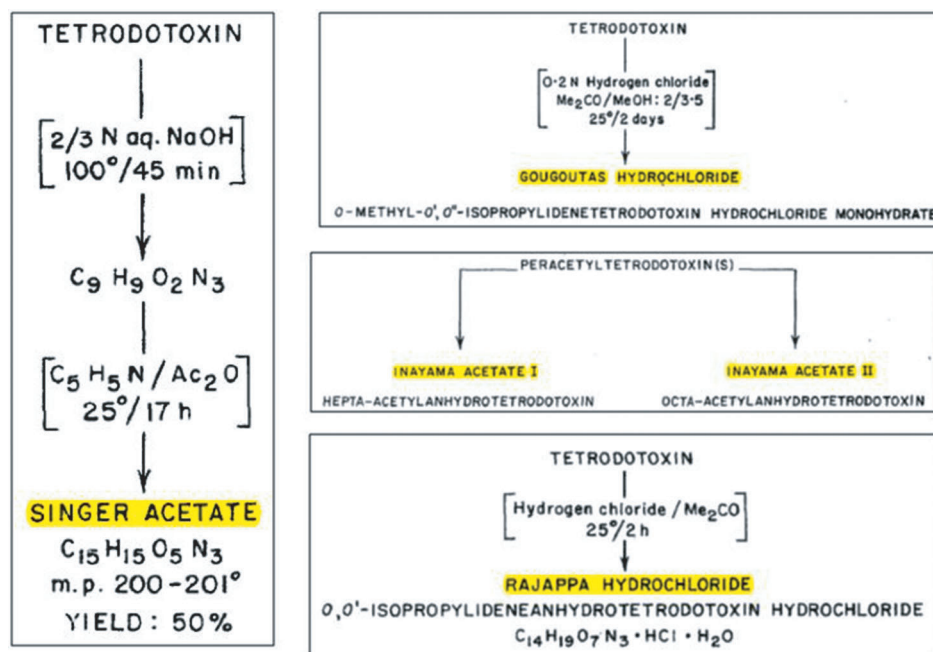 TETRODOTOXIN
2/3 N aq. NaOH
100°/45 min
C₉ H₉ O₂ N₃
C₅ H₅ N / Ac₂ O
25°/17 h
SINGER ACETATE
C₁₅ H₁₅ O₅ N₃
m.p. 200-201°
YIELD: 50%
TETRODOTOXIN
0·2 N Hydrogen chloride
Me₂CO/MeOH: 2/3·5
25°/2 days
GOUGOUTAS HYDROCHLORIDE
O-METHYL-O',O"-ISOPROPYLIDENETETRODOTOXIN HYDROCHLORIDE MONOHYDRATE
PERACETYLTETRODOTOXIN(S)
INAYAMA ACETATE I INAYAMA ACETATE II
HEPTA-ACETYLANHYDROTETRODOTOXIN OCTA-ACETYLANHYDROTETRODOTOXIN
TETRODOTOXIN
Hydrogen chloride / Me₂CO
25°/2 h
RAJAPPA HYDROCHLORIDE
O,O'-ISOPROPYLIDENEANHYDROTETRODOTOXIN HYDROCHLORIDE
C₁₄H₁₉O₇ N₃ · HCl · H₂O